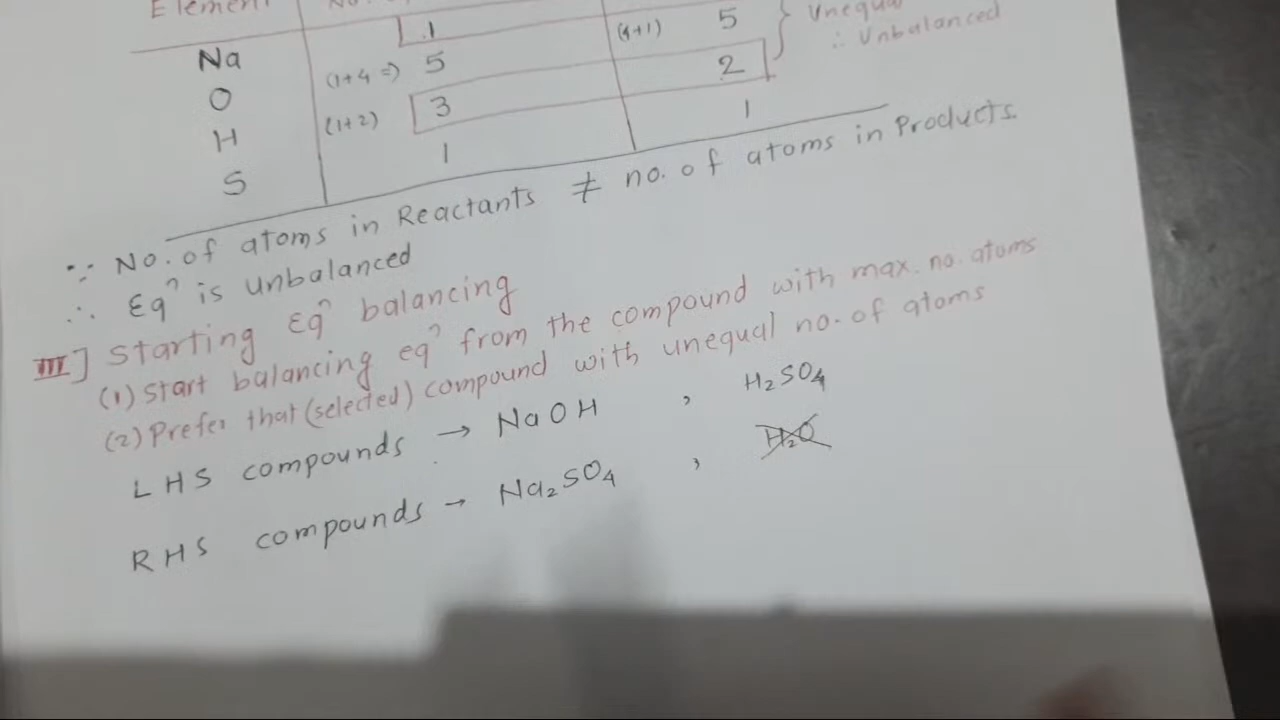 Element No.
Na 1 (4+1) 5 Unequal
O (1+4 =) 5 2 ∴ Unbalanced
H (1+2) 3 1
S 1
∵ No. of atoms in Reactants ≠ no. of atoms in Products.
∴ Eqⁿ is Unbalanced
III] Starting Eqⁿ balancing
(1) Start balancing eqⁿ from the compound with max. no. atoms
(2) Prefer that (selected) compound with unequal no. of atoms
LHS compounds → NaOH , H₂SO₄
RHS compounds → Na₂SO₄ , H₂O